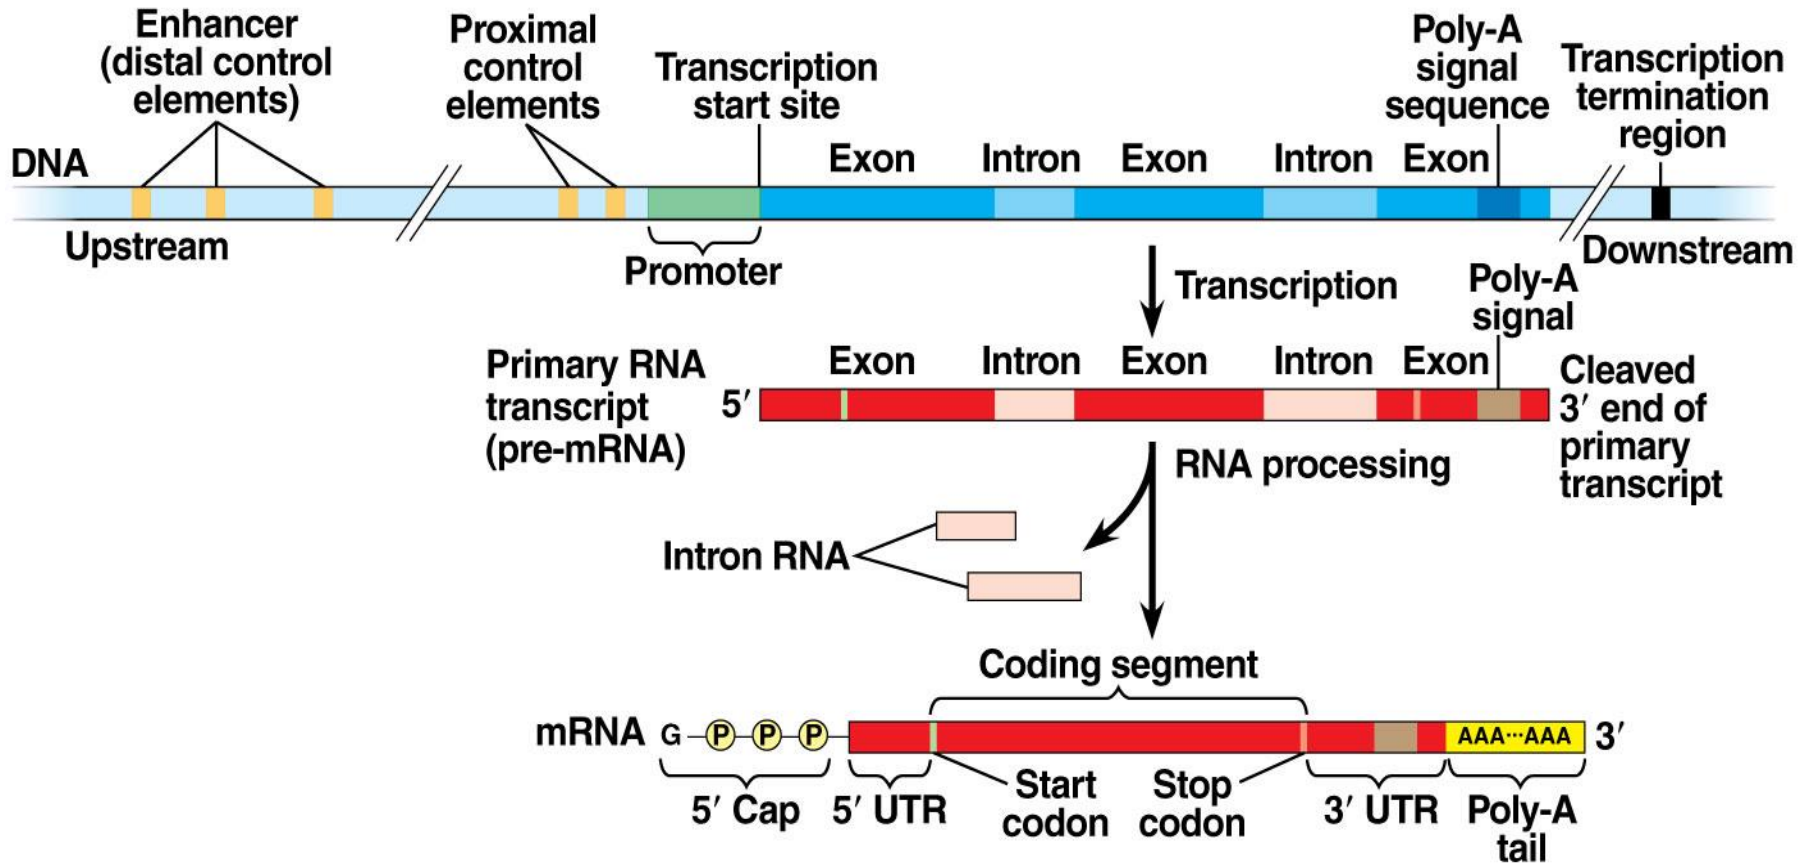 Enhancer
(distal control
elements)
Proximal
control
elements
Transcription
start site
Poly-A
signal
sequence
Transcription
termination
region
DNA
Exon
Intron
Exon
Intron
Exon
Upstream
Promoter
Downstream
Transcription
Poly-A
signal
Primary RNA
transcript
(pre-mRNA)
5′
Exon
Intron
Exon
Intron
Exon
Cleaved
3′ end of
primary
transcript
RNA processing
Intron RNA
Coding segment
mRNA
G
P
P
P
AAA···AAA
3′
5′ Cap
5′ UTR
Start
codon
Stop
codon
3′ UTR
Poly-A
tail